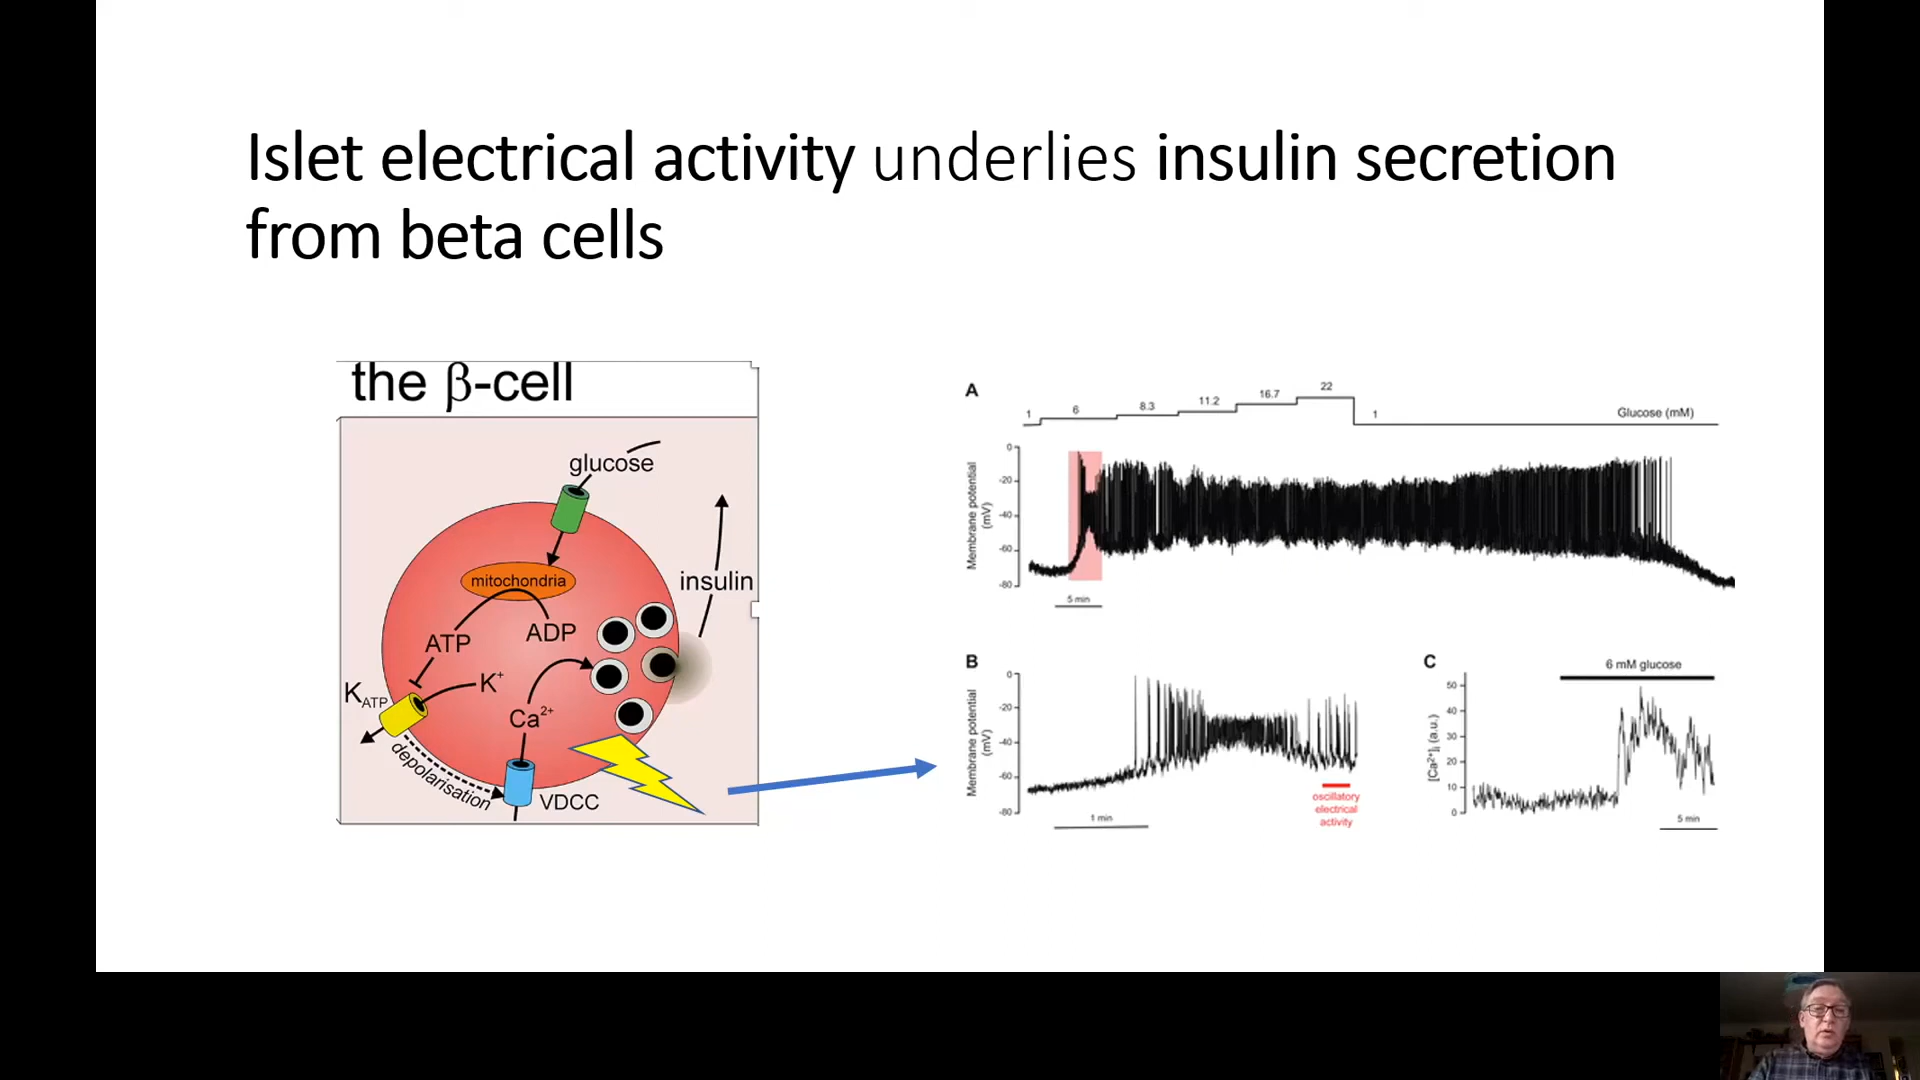 Islet electrical activity underlies insulin secretion
from beta cells
the β-cell
glucose
mitochondria
insulin
ATP
ADP
K⁺
K_ATP
Ca²⁺
depolarisation
VDCC
A
1
6
8.3
11.2
16.7
22
1
Glucose (mM)
Membrane potential
(mV)
0
-20
-40
-60
-80
5 min
B
Membrane potential
(mV)
0
-20
-40
-60
-80
1 min
oscillatory
electrical
activity
C
6 mM glucose
[Ca²⁺]ᵢ (a.u.)
50
40
30
20
10
0
5 min